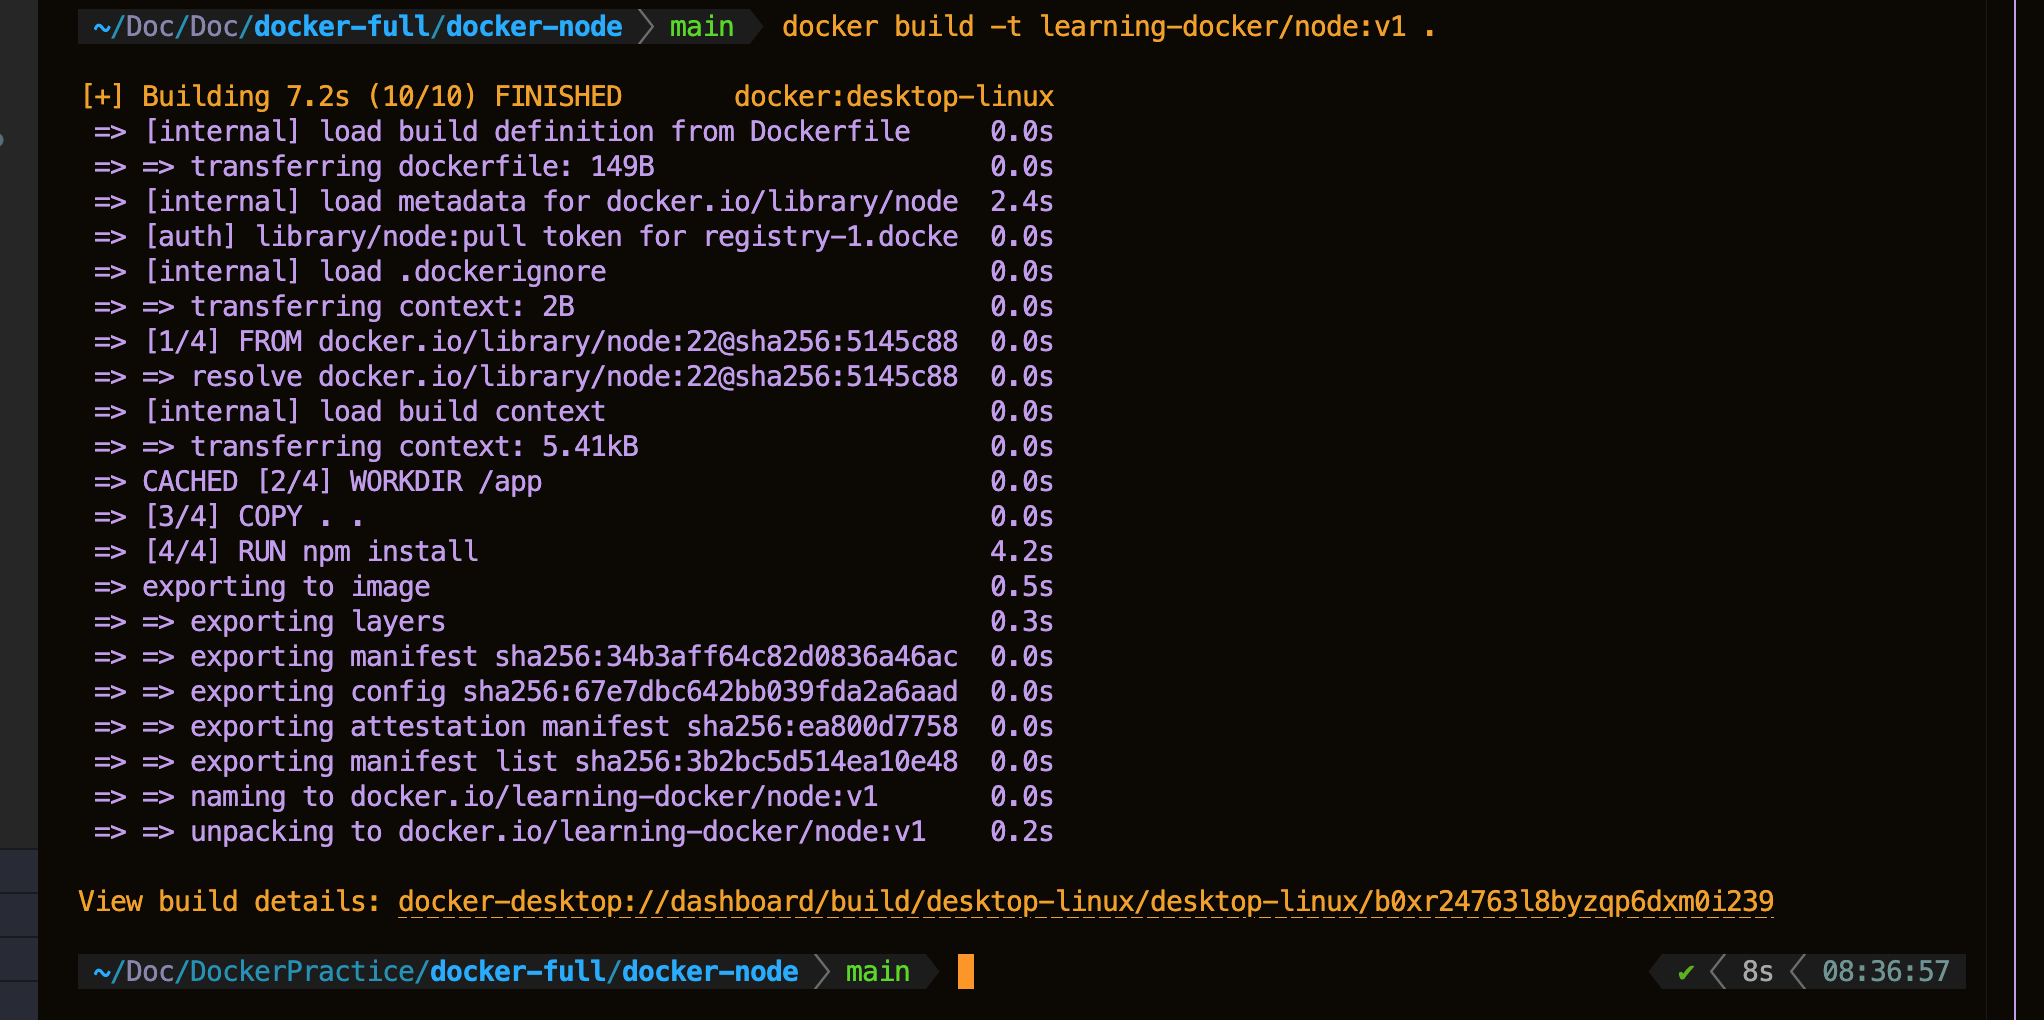 ~/Doc/Doc/docker-full/docker-node main docker build -t learning-docker/node:v1 .
[+] Building 7.2s (10/10) FINISHED docker:desktop-linux
=> [internal] load build definition from Dockerfile 0.0s
=> => transferring dockerfile: 149B 0.0s
=> [internal] load metadata for docker.io/library/node 2.4s
=> [auth] library/node:pull token for registry-1.docke 0.0s
=> [internal] load .dockerignore 0.0s
=> => transferring context: 2B 0.0s
=> [1/4] FROM docker.io/library/node:22@sha256:5145c88 0.0s
=> => resolve docker.io/library/node:22@sha256:5145c88 0.0s
=> [internal] load build context 0.0s
=> => transferring context: 5.41kB 0.0s
=> CACHED [2/4] WORKDIR /app 0.0s
=> [3/4] COPY . . 0.0s
=> [4/4] RUN npm install 4.2s
=> exporting to image 0.5s
=> => exporting layers 0.3s
=> => exporting manifest sha256:34b3aff64c82d0836a46ac 0.0s
=> => exporting config sha256:67e7dbc642bb039fda2a6aad 0.0s
=> => exporting attestation manifest sha256:ea800d7758 0.0s
=> => exporting manifest list sha256:3b2bc5d514ea10e48 0.0s
=> => naming to docker.io/learning-docker/node:v1 0.0s
=> => unpacking to docker.io/learning-docker/node:v1 0.2s
View build details: docker-desktop://dashboard/build/desktop-linux/desktop-linux/b0xr24763l8byzqp6dxm0i239
~/Doc/DockerPractice/docker-full/docker-node main ✔ 8s 08:36:57